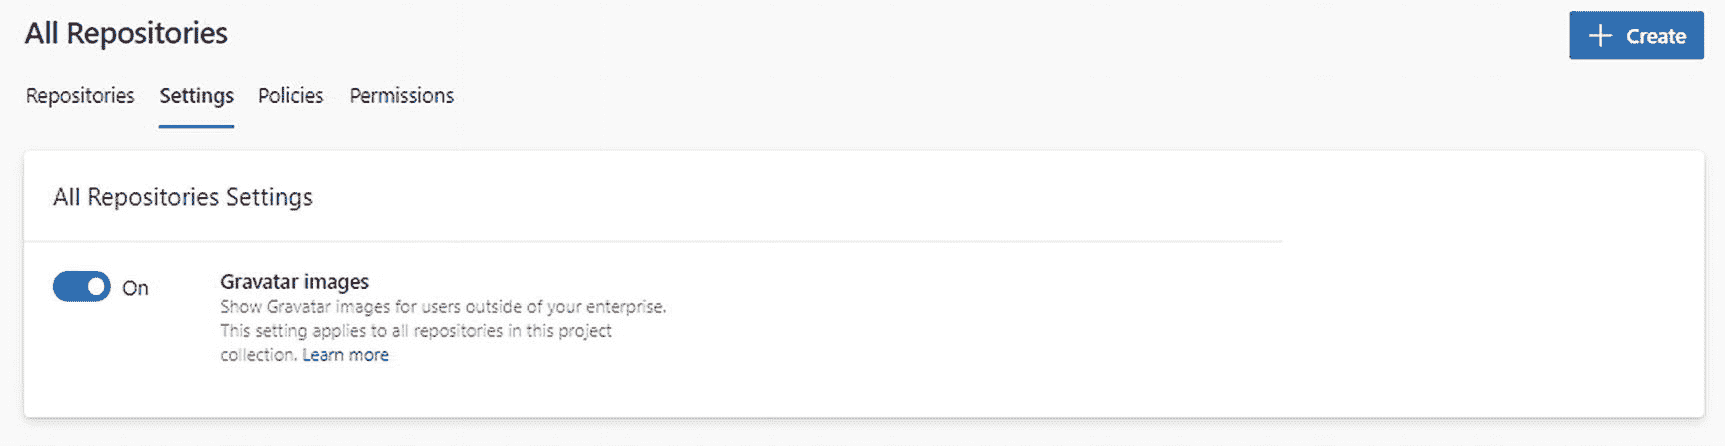 All Repositories
Create
Repositories Settings Policies Permissions
All Repositories Settings
On
Gravatar images
Show Gravatar images for users outside of your enterprise.
This setting applies to all repositories in this project
collection. Learn more